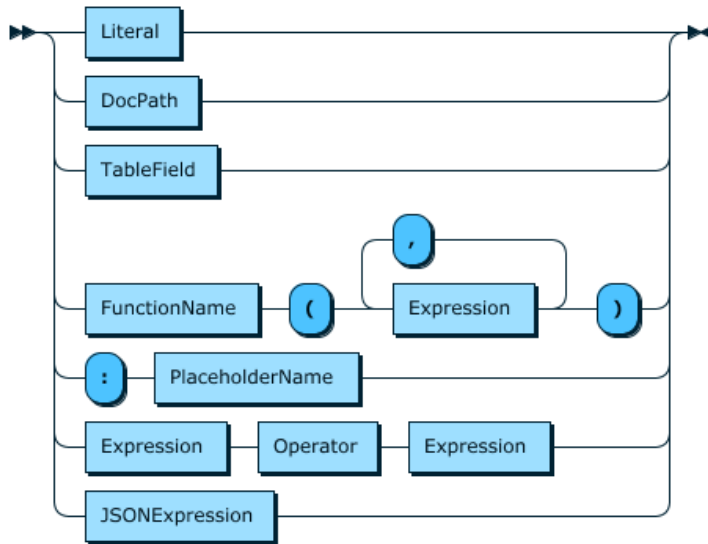 Literal
DocPath
TableField
,
FunctionName ( Expression )
: PlaceholderName
Expression Operator Expression
JSONExpression